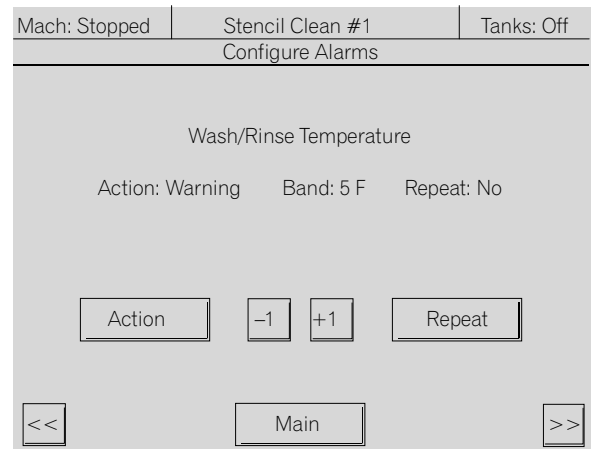 Mach: Stopped Stencil Clean #1 Tanks: Off
Configure Alarms
Wash/Rinse Temperature
Action: Warning Band: 5 F Repeat: No
Action –1 +1 Repeat
<< Main >>